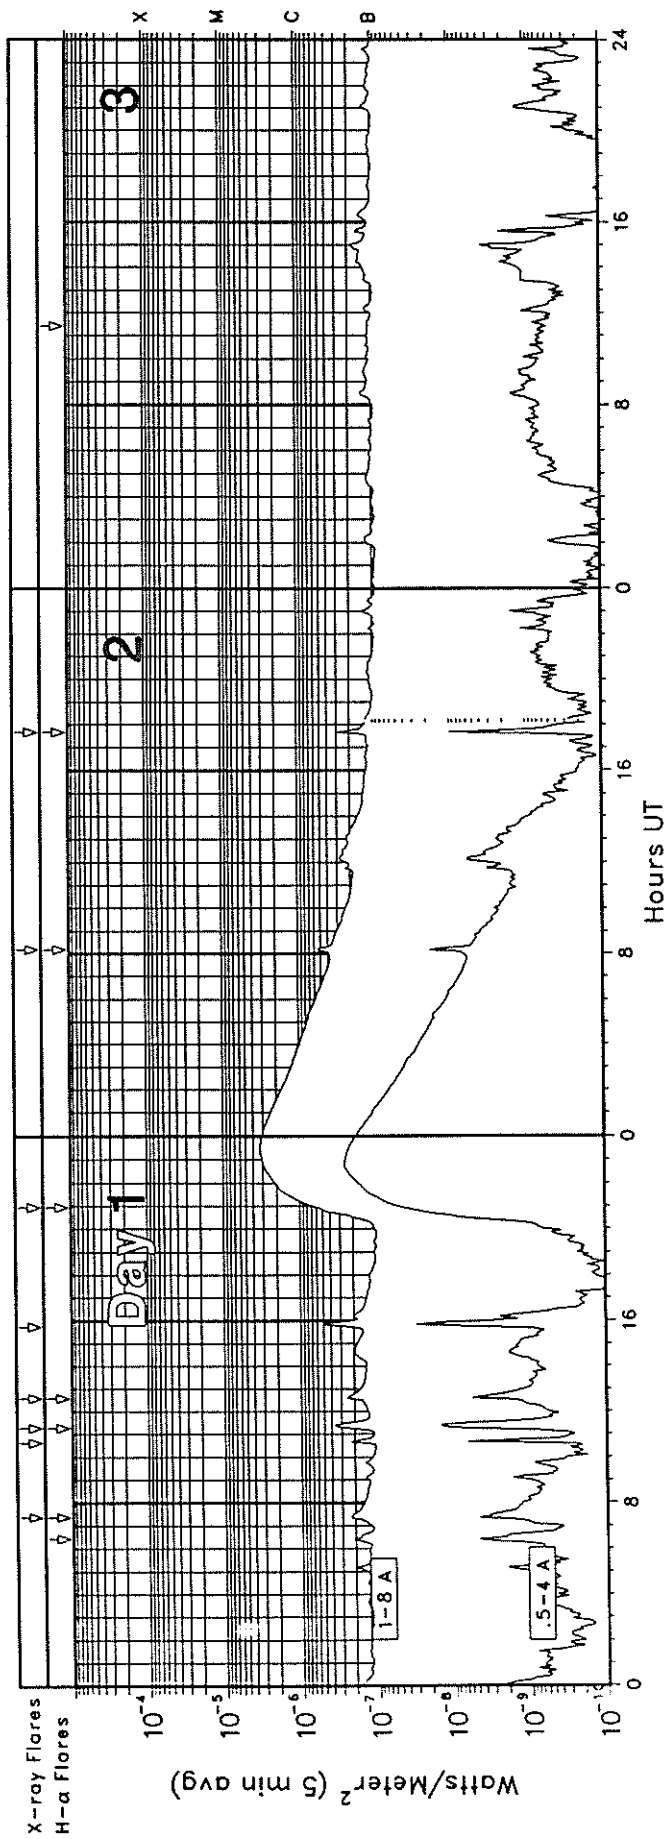 X-ray Flares
H-α Flares
X
M
C
B
Day 1
2
3
10⁻⁴
10⁻⁵
10⁻⁶
10⁻⁷
10⁻⁸
10⁻⁹
10⁻¹
Watts/Meter² (5 min avg)
1-8 A
.5-4 A
0
8
16
0
8
16
0
8
16
24
Hours UT